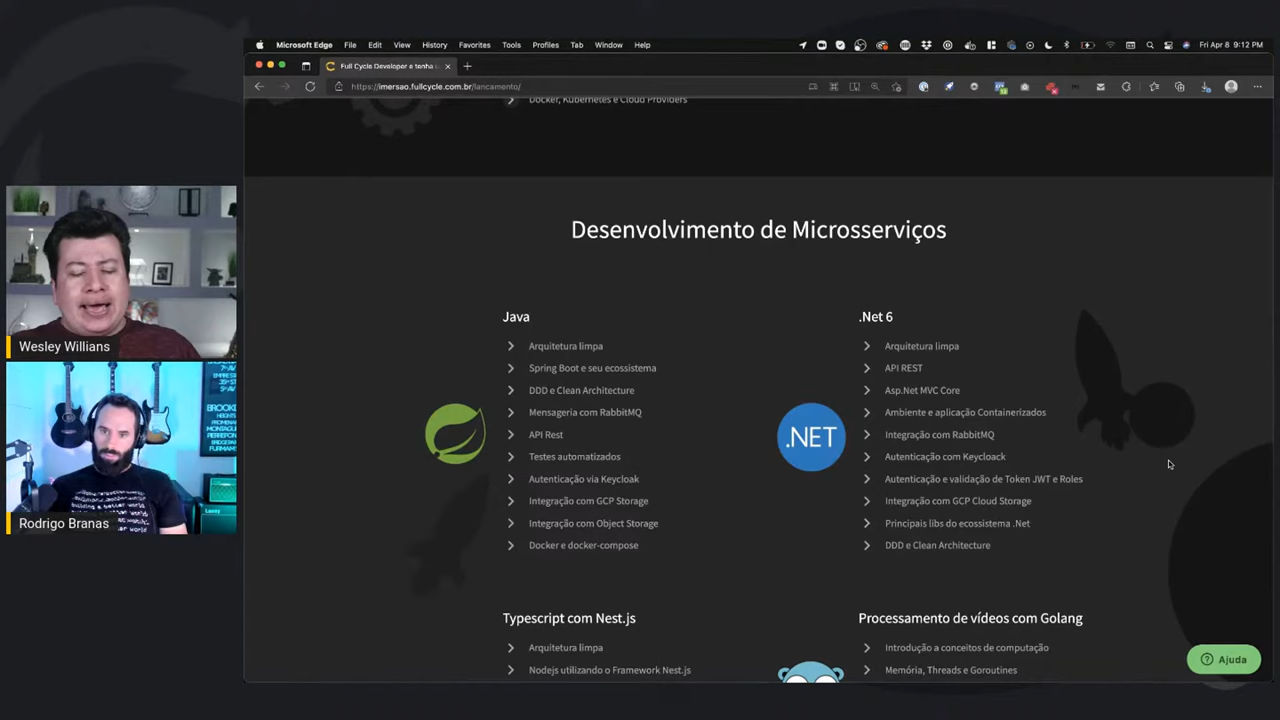 Microsoft Edge File Edit View History Favorites Tools Profiles Tab Window Help
Fri Apr 8 9:12 PM
Full Cycle Developer e tenha
https://imersao.fullcycle.com.br/lancamento/
Docker, Kubernetes e Cloud Providers
Desenvolvimento de Microsserviços
Java
Arquitetura limpa
Spring Boot e seu ecossistema
DDD e Clean Architecture
Mensageria com RabbitMQ
API Rest
Testes automatizados
Autenticação via Keycloak
Integração com GCP Storage
Integração com Object Storage
Docker e docker-compose
.NET
.Net 6
Arquitetura limpa
API REST
Asp.Net MVC Core
Ambiente e aplicação Containerizados
Integração com RabbitMQ
Autenticação com Keycloack
Autenticação e validação de Token JWT e Roles
Integração com GCP Cloud Storage
Principais libs do ecossistema .Net
DDD e Clean Architecture
Typescript com Nest.js
Arquitetura limpa
Nodejs utilizando o Framework Nest.js
Processamento de vídeos com Golang
Introdução a conceitos de computação
Memória, Threads e Goroutines
Ajuda
Wesley Willians
Rodrigo Branas